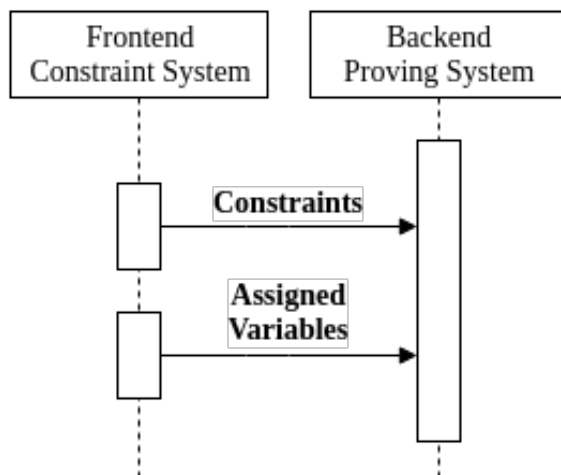 Frontend
Constraint System
Backend
Proving System
Constraints
Assigned
Variables